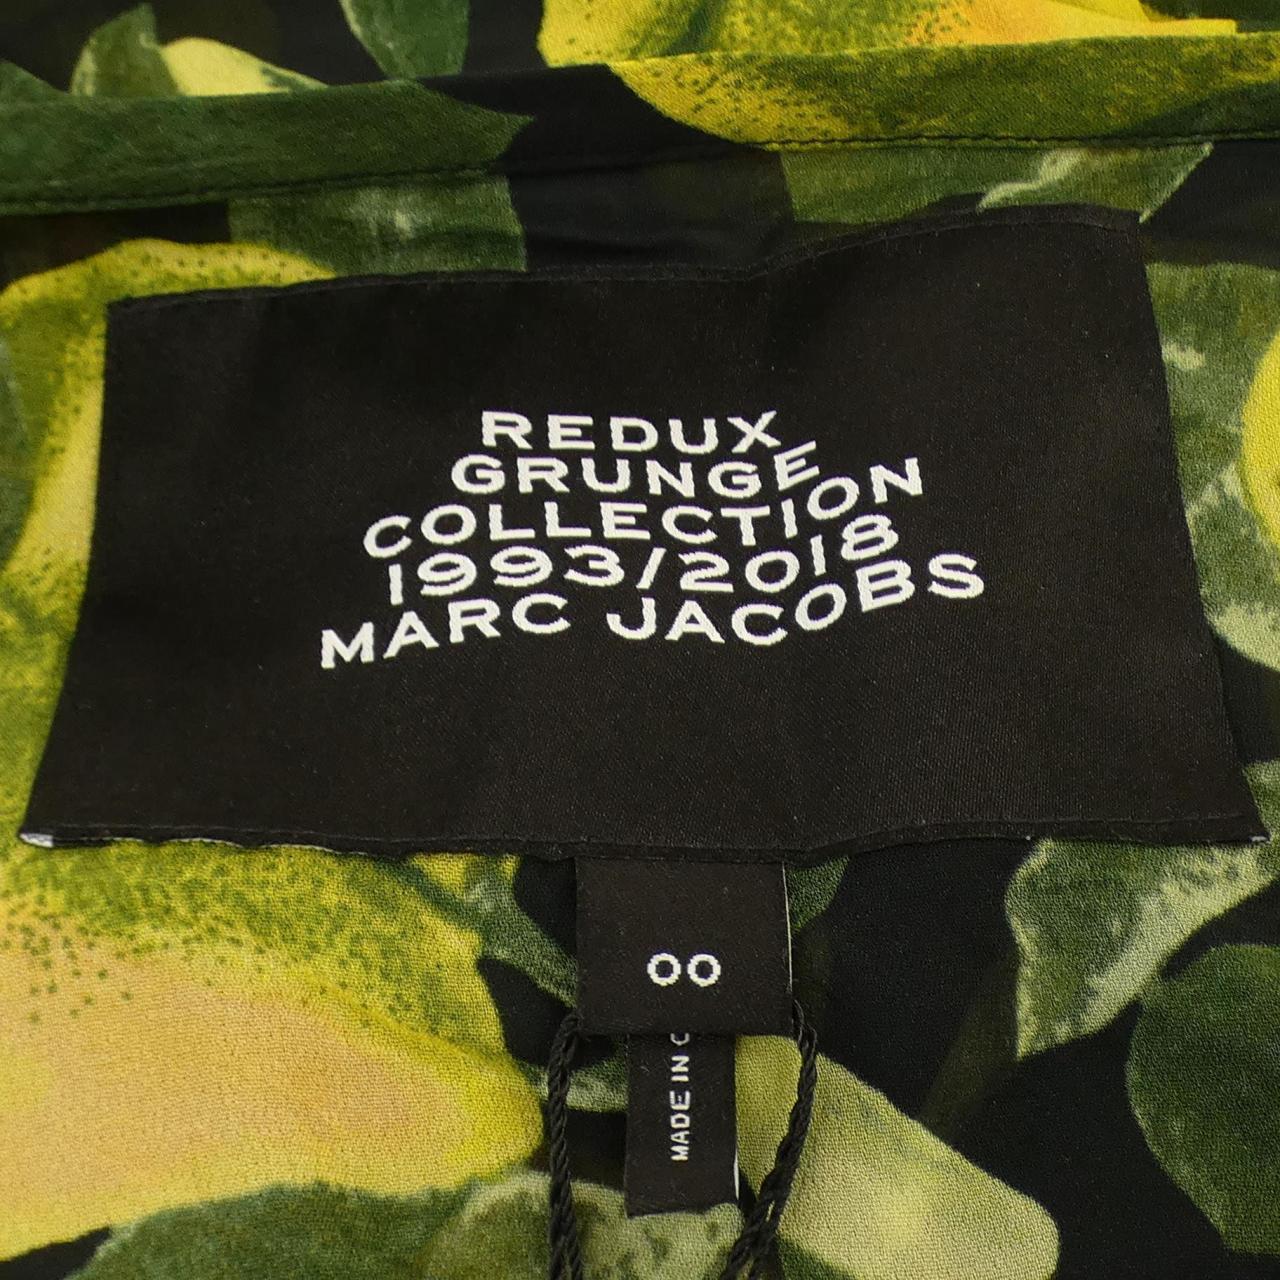 REDUX
GRUNGE
COLLECTION
1993/2018
MARC JACOBS
00
MADE IN